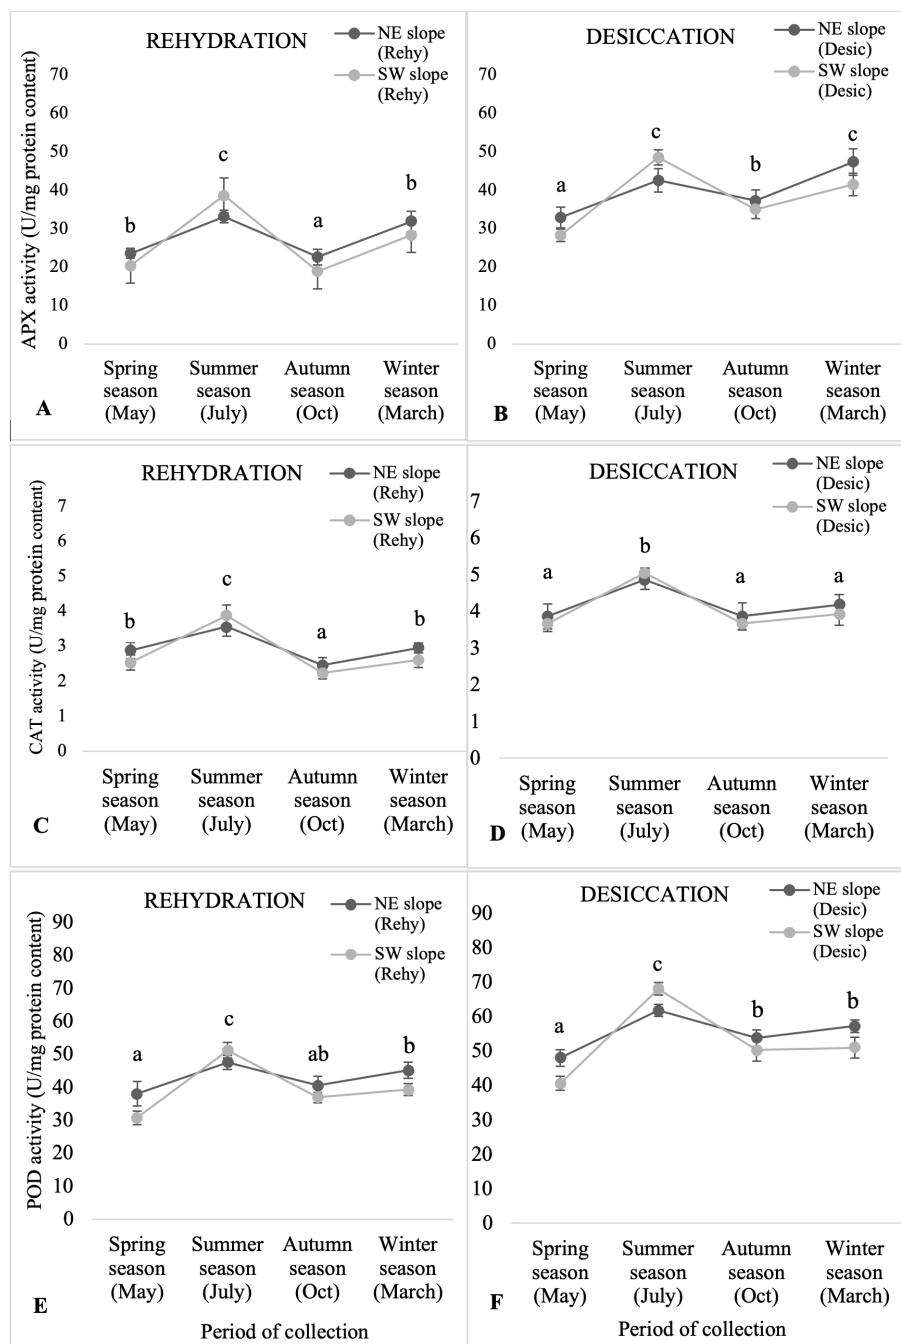 REHYDRATION
NE slope
(Rehy)
SW slope
(Rehy)
APX activity (U/mg protein content)
70
60
50
40
30
20
10
0
b
c
a
b
Spring
season
(May)
Summer
season
(July)
Autumn
season
(Oct)
Winter
season
(March)
A
DESICCATION
NE slope
(Desic)
SW slope
(Desic)
70
60
50
40
30
20
10
0
a
c
b
c
Spring
season
(May)
Summer
season
(July)
Autumn
season
(Oct)
Winter
season
(March)
B
REHYDRATION
NE slope
(Rehy)
SW slope
(Rehy)
CAT activity (U/mg protein content)
7
6
5
4
3
2
1
0
b
c
a
b
Spring
season
(May)
Summer
season
(July)
Autumn
season
(Oct)
Winter
season
(March)
C
DESICCATION
NE slope
(Desic)
SW slope
(Desic)
7
6
5
4
3
2
1
0
a
b
a
a
Spring
season
(May)
Summer
season
(July)
Autumn
season
(Oct)
Winter
season
(March)
D
REHYDRATION
NE slope
(Rehy)
SW slope
(Rehy)
POD activity (U/mg protein content)
90
80
70
60
50
40
30
20
10
0
a
c
ab
b
Spring
season
(May)
Summer
season
(July)
Autumn
season
(Oct)
Winter
season
(March)
E
Period of collection
DESICCATION
NE slope
(Desic)
SW slope
(Desic)
90
80
70
60
50
40
30
20
10
0
a
c
b
b
Spring
season
(May)
Summer
season
(July)
Autumn
season
(Oct)
Winter
season
(March)
F
Period of collection